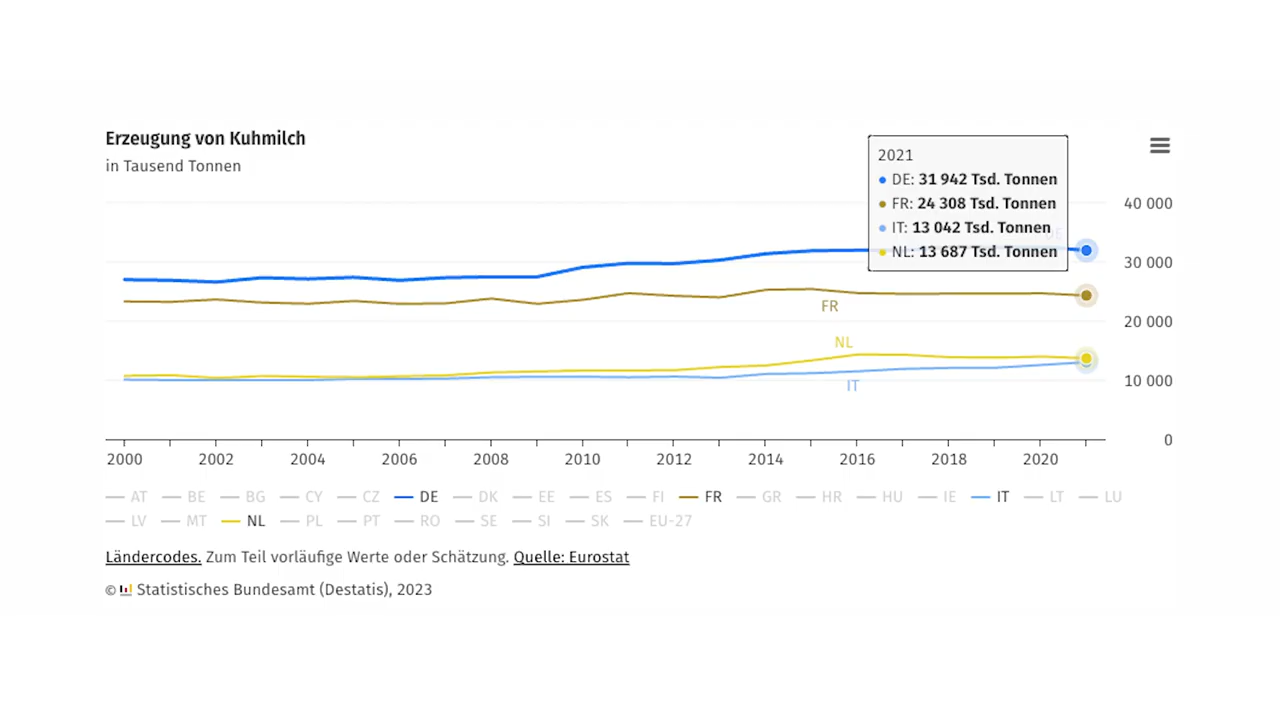 Erzeugung von Kuhmilch
in Tausend Tonnen
2021
DE: 31 942 Tsd. Tonnen
FR: 24 308 Tsd. Tonnen
IT: 13 042 Tsd. Tonnen
NL: 13 687 Tsd. Tonnen
DE
40 000
30 000
FR
20 000
NL
IT
10 000
0
2000 2002 2004 2006 2008 2010 2012 2014 2016 2018 2020
AT BE BG CY CZ DE DK EE ES FI FR GR HR HU IE IT LT LU
LV MT NL PL PT RO SE SI SK EU-27
Ländercodes. Zum Teil vorläufige Werte oder Schätzung. Quelle: Eurostat
© Statistisches Bundesamt (Destatis), 2023